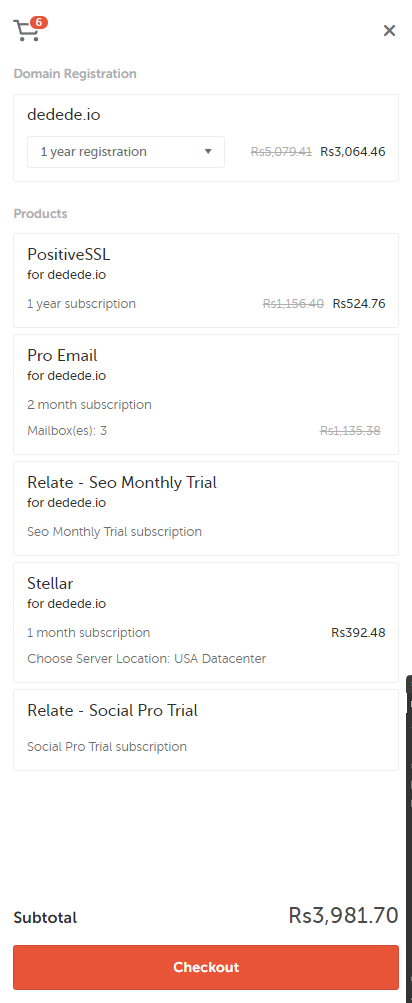 6
Domain Registration
dedede.io
1 year registration Rs5,079.41 Rs3,064.46
Products
PositiveSSL
for dedede.io
1 year subscription Rs1,156.40 Rs524.76
Pro Email
for dedede.io
2 month subscription
Mailbox(es): 3 Rs1,135.38
Relate - Seo Monthly Trial
for dedede.io
Seo Monthly Trial subscription
Stellar
for dedede.io
1 month subscription Rs392.48
Choose Server Location: USA Datacenter
Relate - Social Pro Trial
Social Pro Trial subscription
Subtotal Rs3,981.70
Checkout